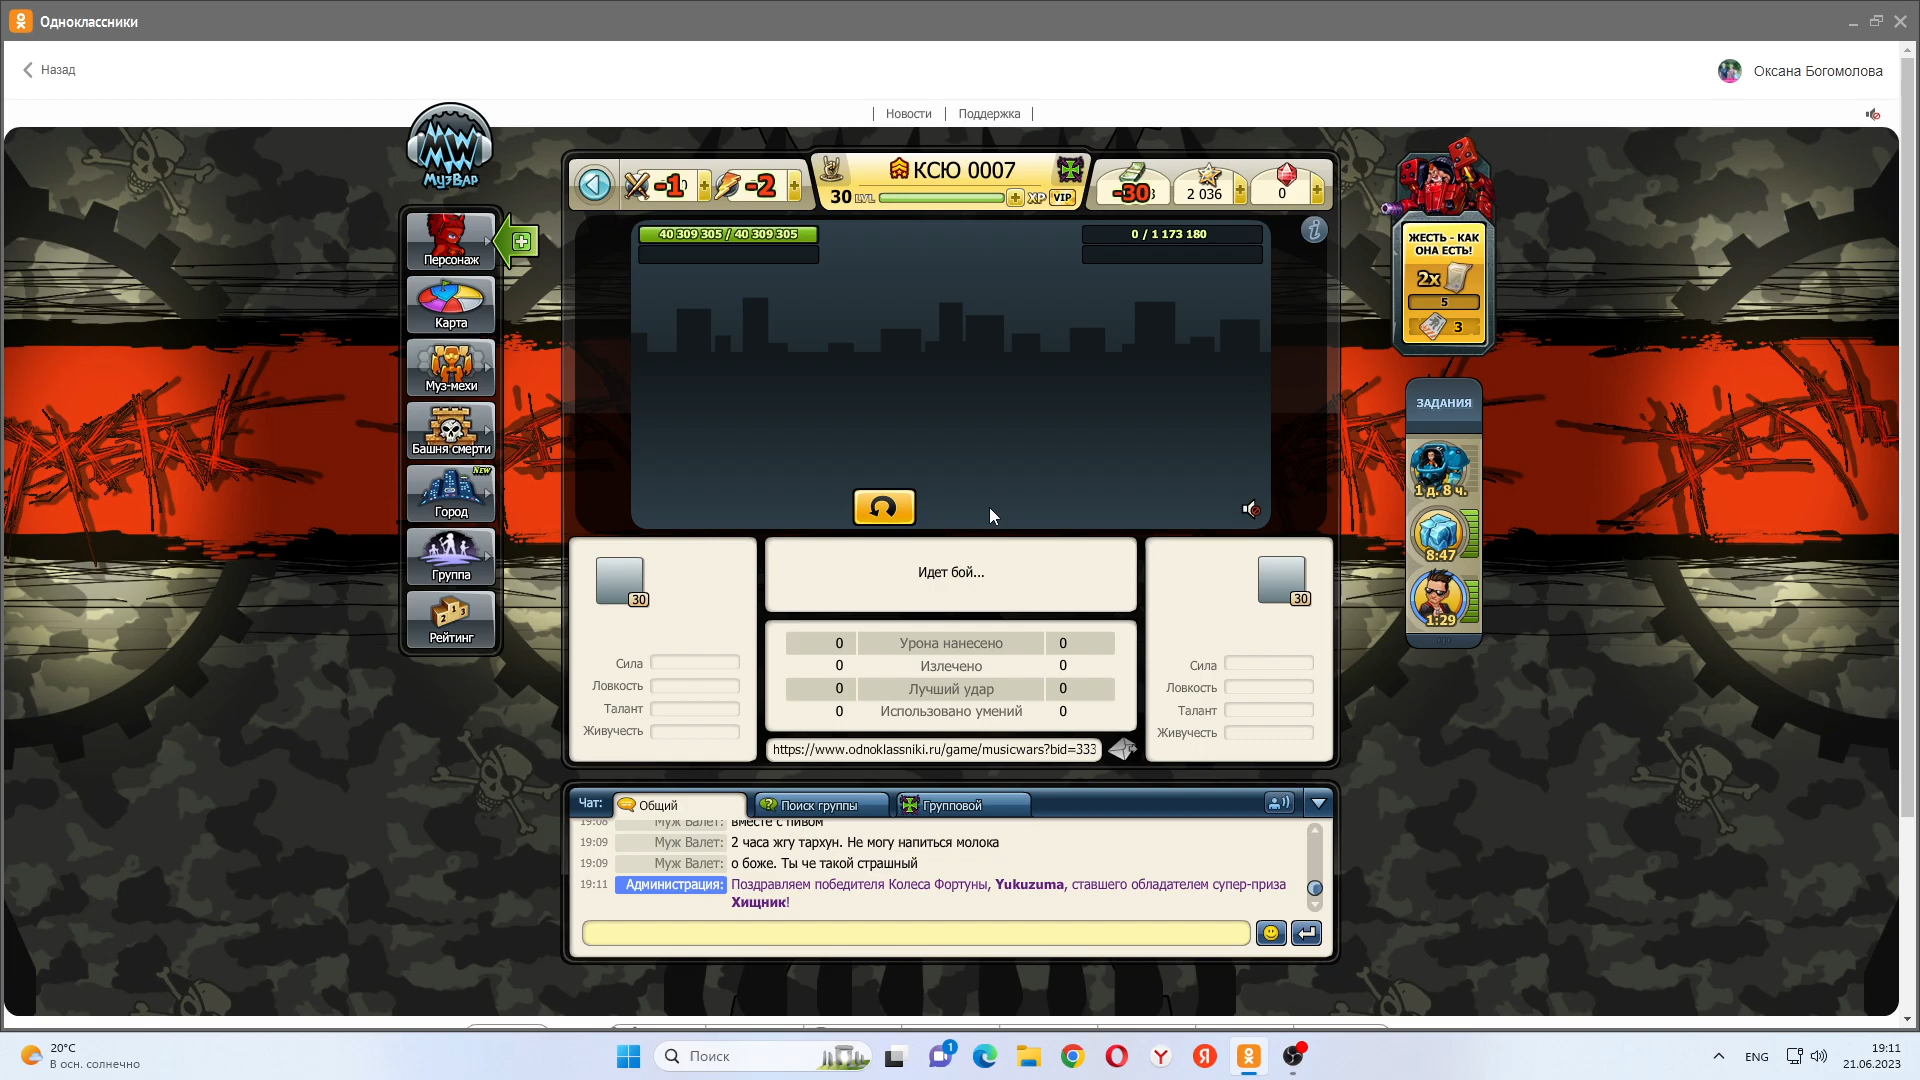 Одноклассники
Назад
Оксана Богомолова
Новости
Поддержка
МузВар
-1
-2
КСЮ 0007
30 LVL
XP
VIP
-30
2 036
0
40 309 305 / 40 309 305
0 / 1 173 180
Персонаж
Карта
Муз-мехи
Башня смерти
NEW
Город
Группа
Рейтинг
ЖЕСТЬ - КАК
ОНА ЕСТЬ!
2x
5
3
ЗАДАНИЯ
1 д. 8 ч.
8:47
1:29
Идет бой...
30
30
Сила
Ловкость
Талант
Живучесть
0 Урона нанесено 0
0 Излечено 0
0 Лучший удар 0
0 Использовано умений 0
Сила
Ловкость
Талант
Живучесть
https://www.odnoklassniki.ru/game/musicwars?bid=333
Чат:
Общий
Поиск группы
Групповой
19:08 Муж Валет: вместе с пивом
19:09 Муж Валет: 2 часа жгу тархун. Не могу напиться молока
19:09 Муж Валет: о боже. Ты че такой страшный
19:11 Администрация: Поздравляем победителя Колеса Фортуны, Yukuzuma, ставшего обладателем супер-приза
Хищник!
20°C
В осн. солнечно
Поиск
1
ENG
19:11
21.06.2023